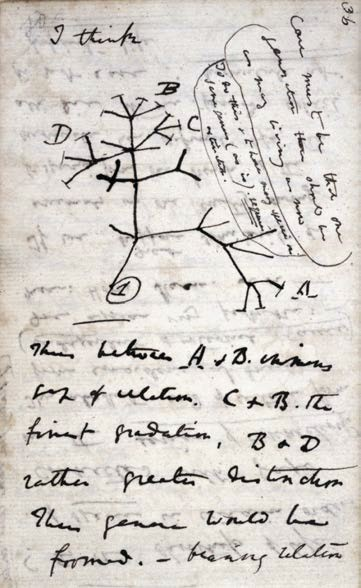 36
I think
Case must be that one
generation then should be
as many living as now
To do this & to have many species in
same genus (as is) requires
extinction
B
D
C
A
1
Thus between A & B. immens
gap of relation. C & B. the
finest gradation, B & D
rather greater distinction
Thus genera would be
formed. — bearing relation